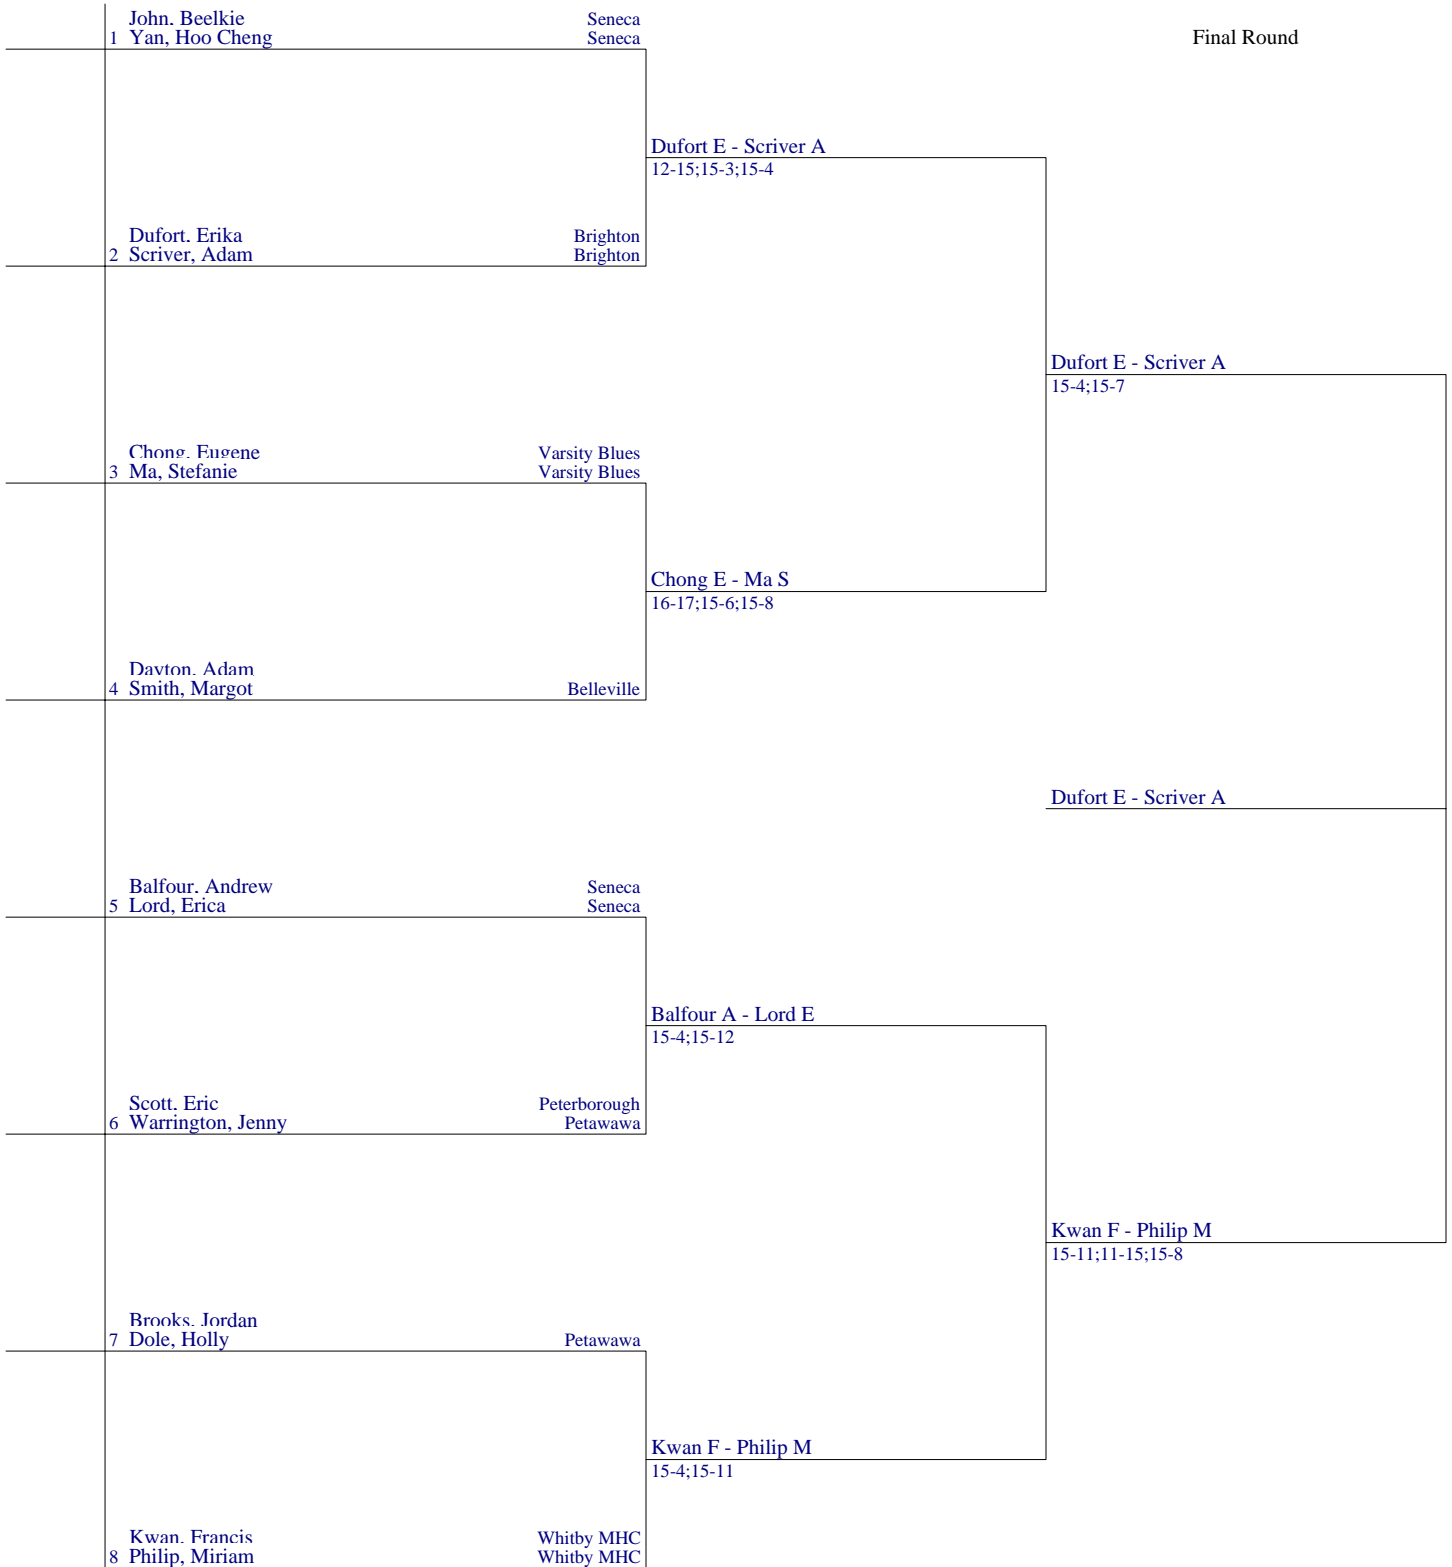 John, Beelkie Seneca
1 Yan, Hoo Cheng Seneca
Final Round
Dufort E - Scriver A
12-15;15-3;15-4
Dufort, Erika Brighton
2 Scriver, Adam Brighton
Dufort E - Scriver A
15-4;15-7
Chong, Eugene Varsity Blues
3 Ma, Stefanie Varsity Blues
Chong E - Ma S
16-17;15-6;15-8
Dayton, Adam
4 Smith, Margot Belleville
Dufort E - Scriver A
Balfour, Andrew Seneca
5 Lord, Erica Seneca
Balfour A - Lord E
15-4;15-12
Scott, Eric Peterborough
6 Warrington, Jenny Petawawa
Kwan F - Philip M
15-11;11-15;15-8
Brooks, Jordan
7 Dole, Holly Petawawa
Kwan F - Philip M
15-4;15-11
Kwan, Francis Whitby MHC
8 Philip, Miriam Whitby MHC